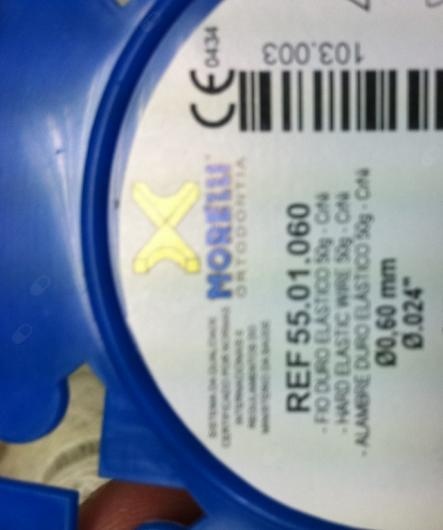 CE 0434
103.003
MORELLI
ORTODONTIA
SISTEMA DA QUALIDADE
CERTIFICADO POR NORMAS
INTERNACIONAIS E
REGULAMENTOS DO
MINISTÉRIO DA SAÚDE
REF 55.01.060
- FIO DURO ELÁSTICO 50g - CrNi
- HARD ELASTIC WIRE 50g - CrNi
- ALAMBRE DURO ELÁSTICO 50g - CrNi
Ø0,60 mm
Ø.024"